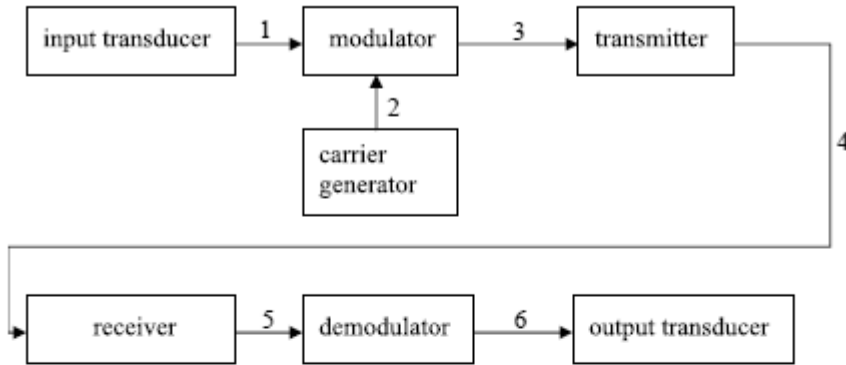 input transducer
1
modulator
3
transmitter
2
carrier
generator
4
receiver
5
demodulator
6
output transducer